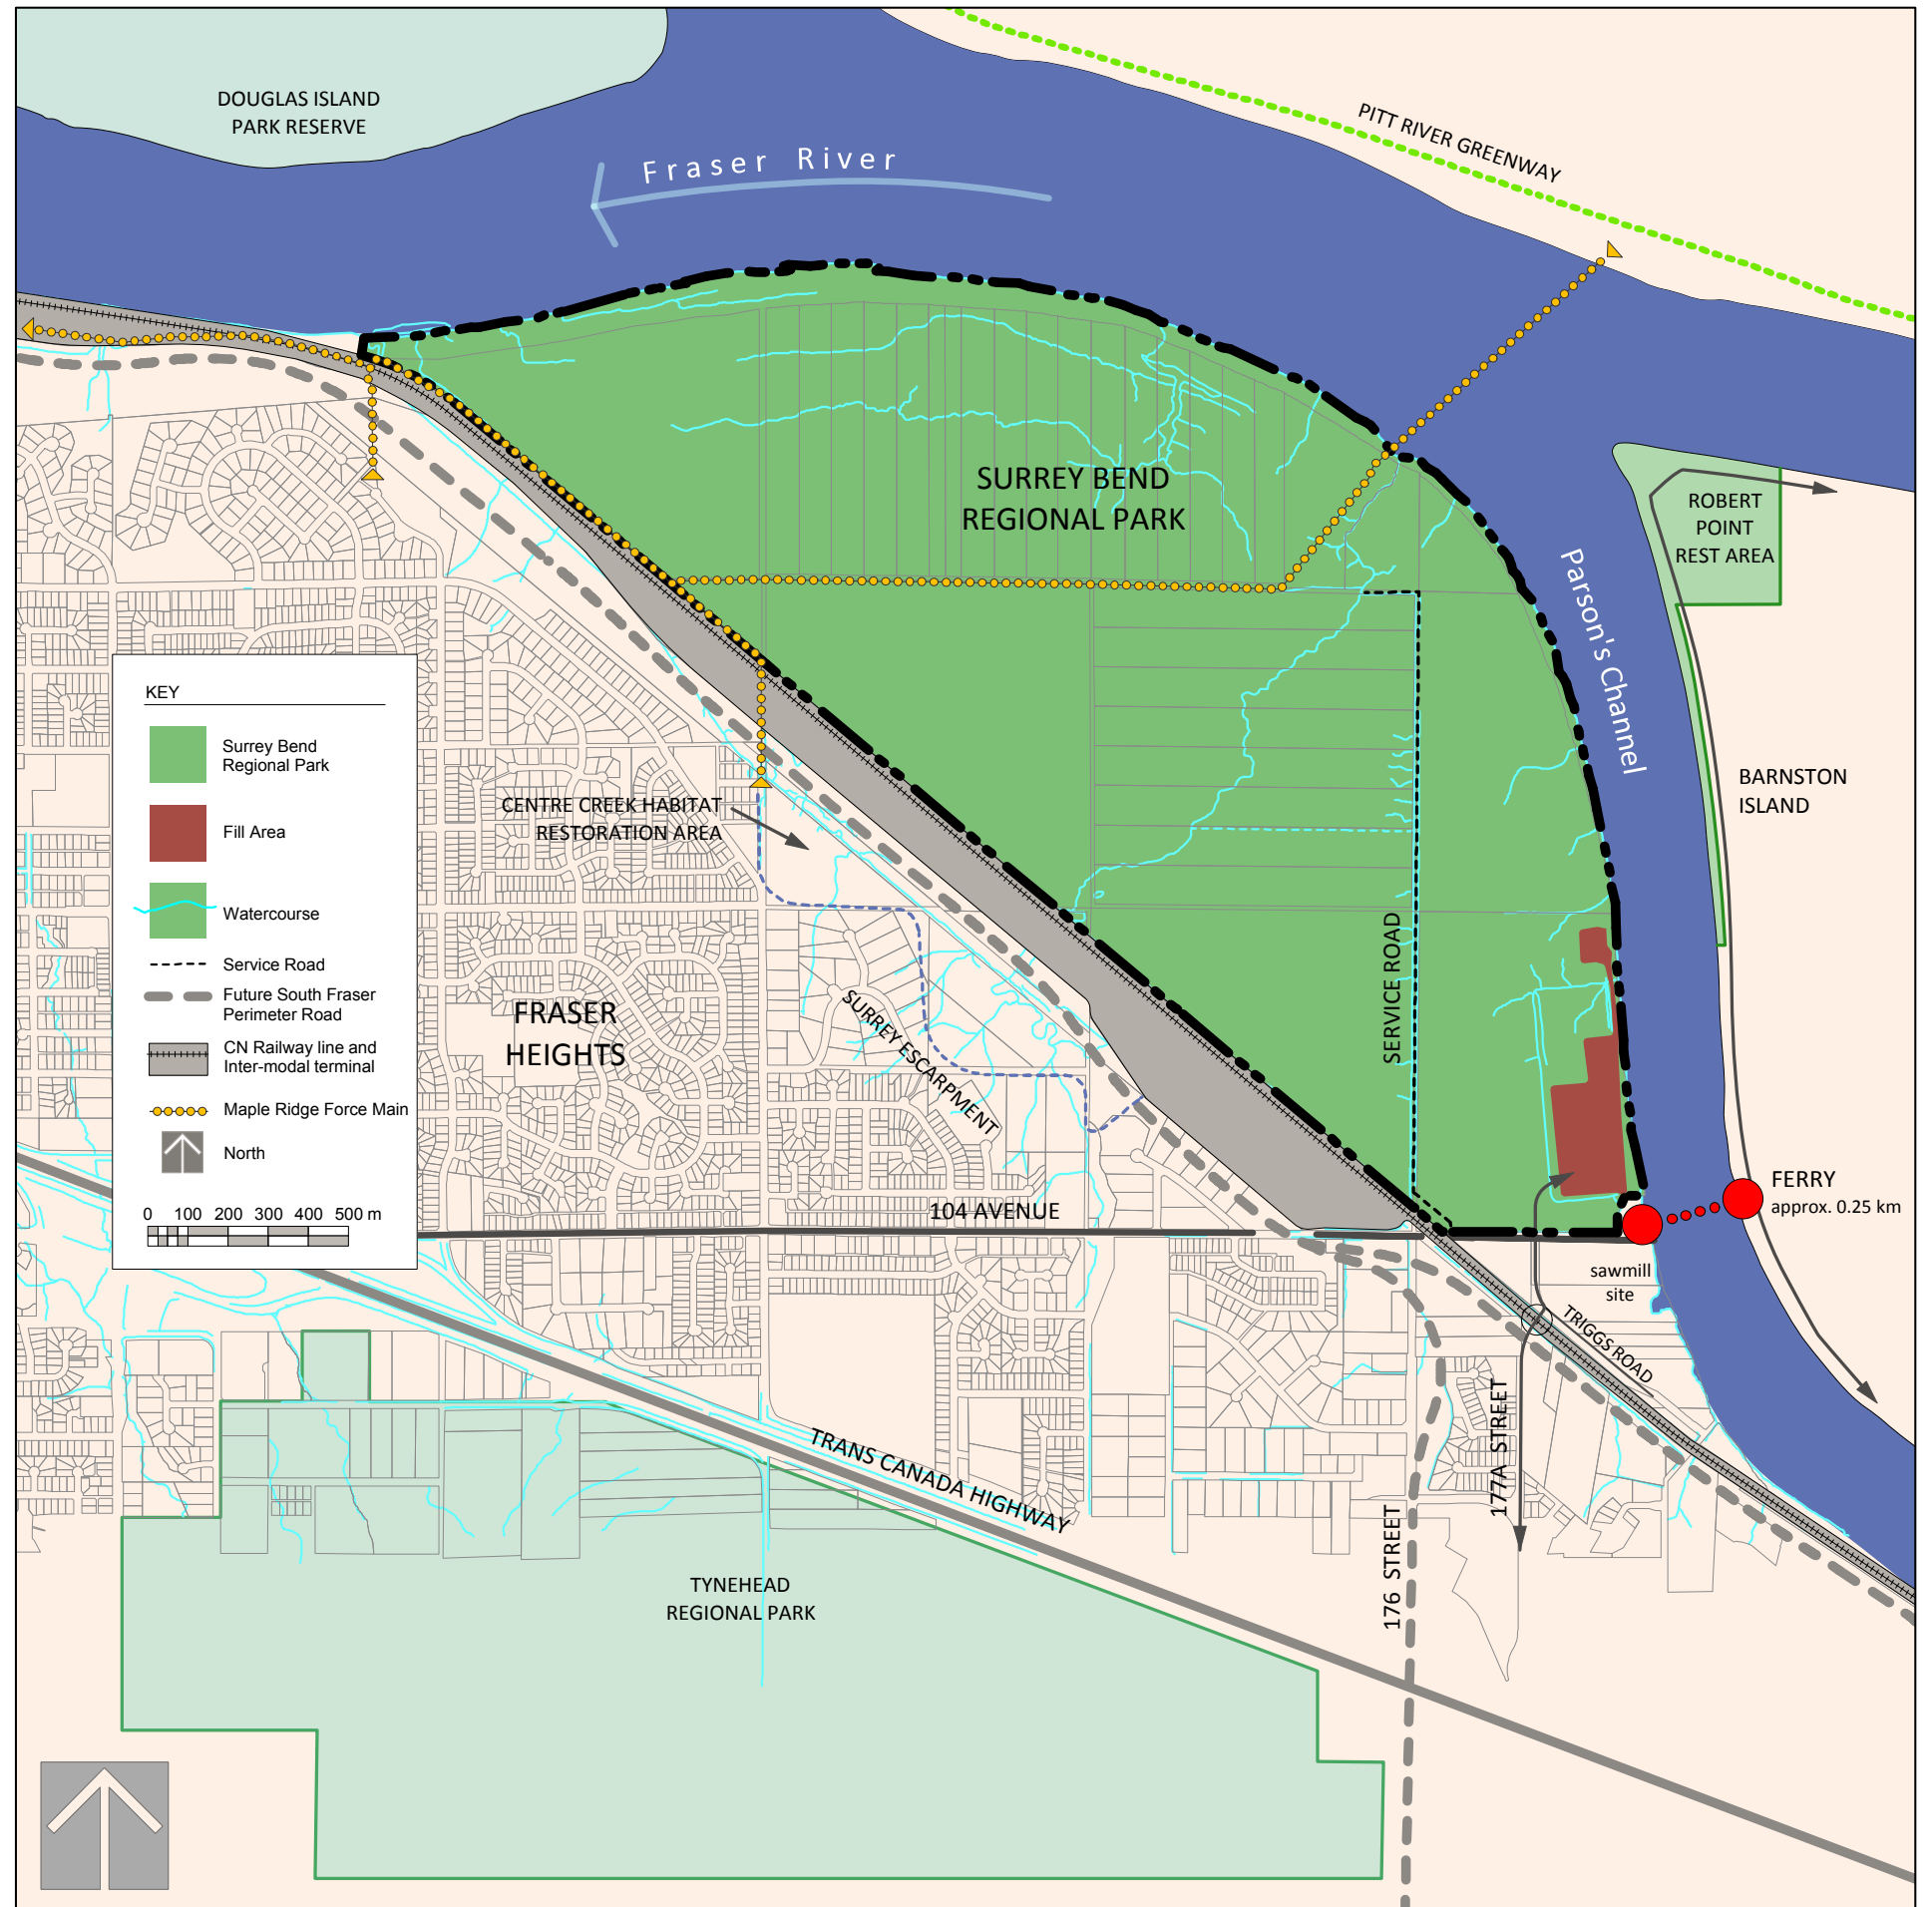 DOUGLAS ISLAND
PARK RESERVE
Fraser River
PITT RIVER GREENWAY
SURREY BEND
REGIONAL PARK
ROBERT
POINT
REST AREA
Parson's Channel
BARNSTON
ISLAND
KEY
Surrey Bend
Regional Park
Fill Area
Watercourse
Service Road
Future South Fraser
Perimeter Road
CN Railway line and
Inter-modal terminal
Maple Ridge Force Main
North
0 100 200 300 400 500 m
CENTRE CREEK HABITAT
RESTORATION AREA
FRASER
HEIGHTS
SURREY ESCARPMENT
SERVICE ROAD
104 AVENUE
FERRY
approx. 0.25 km
sawmill
site
TRIGGS ROAD
177A STREET
176 STREET
TRANS CANADA HIGHWAY
TYNEHEAD
REGIONAL PARK